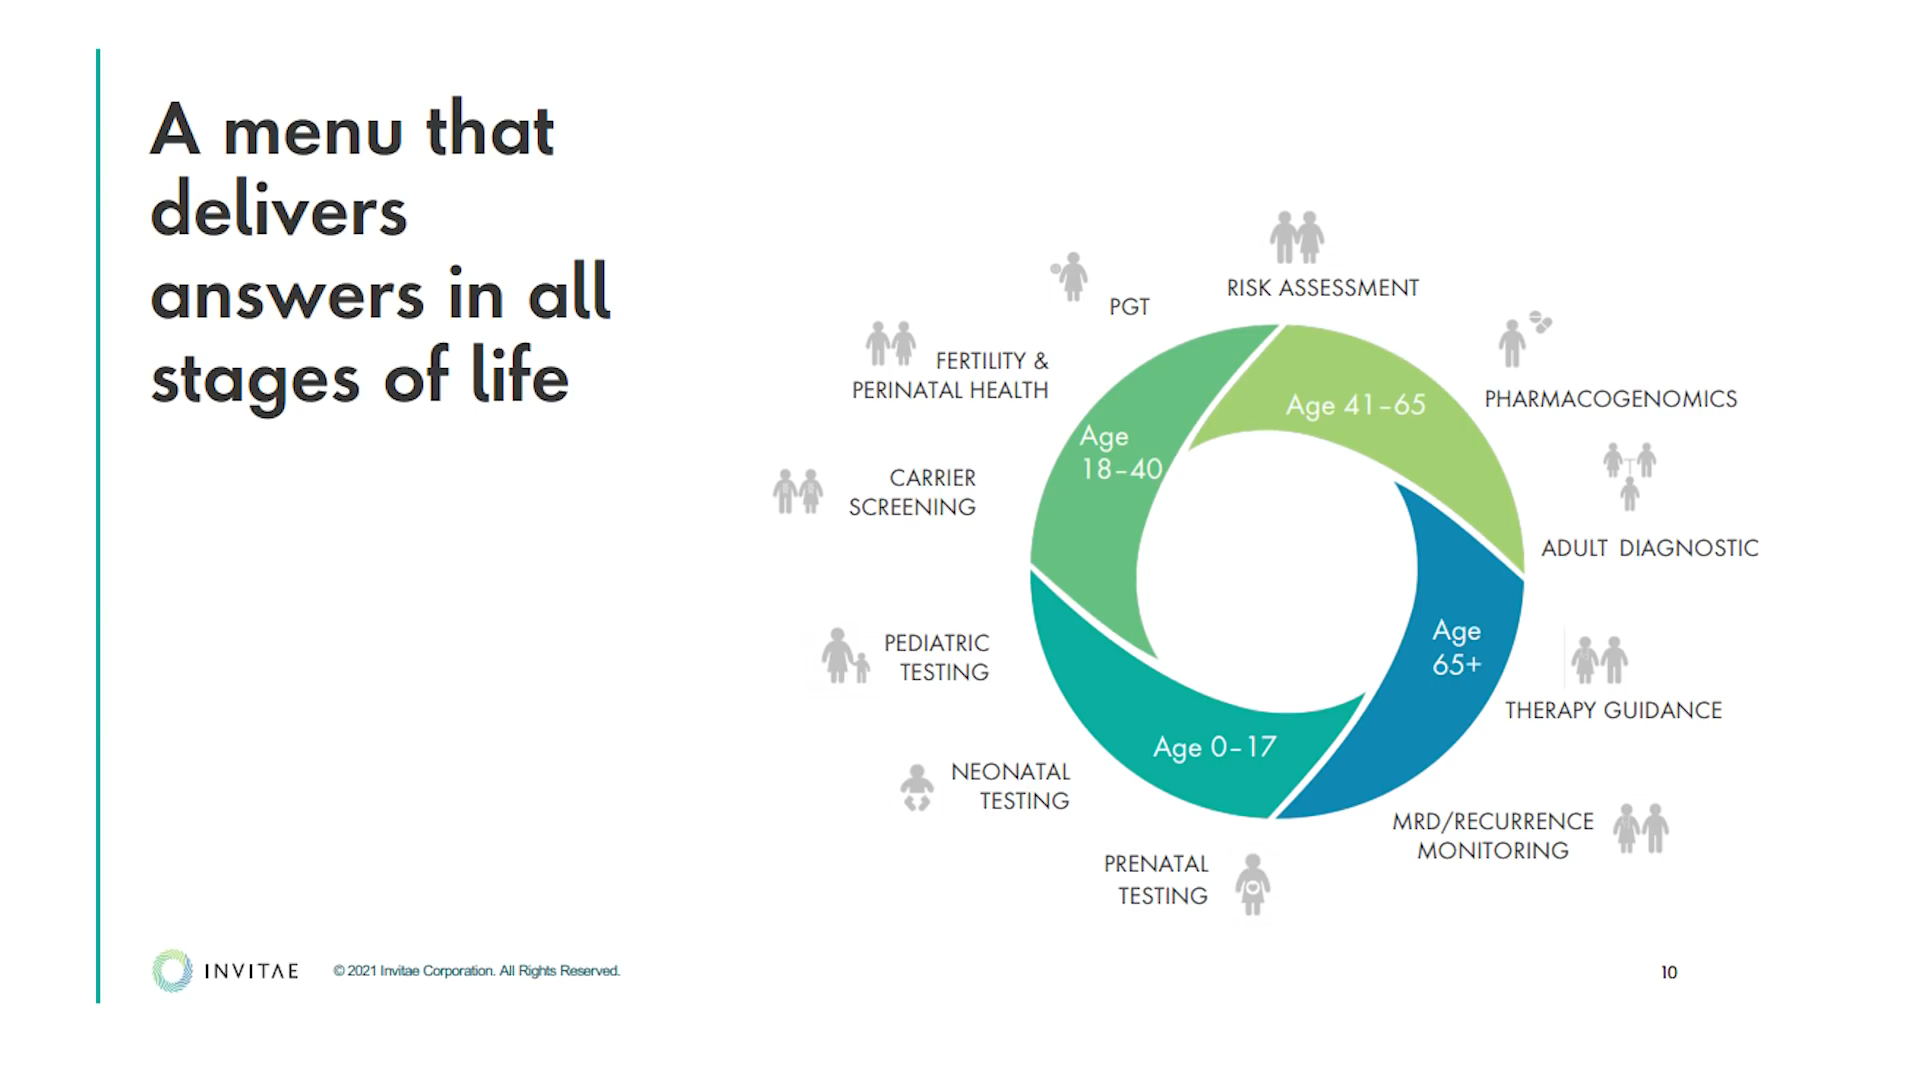 A menu that
delivers
answers in all
stages of life
RISK ASSESSMENT
PGT
FERTILITY &
PERINATAL HEALTH
PHARMACOGENOMICS
Age 41–65
Age
18–40
CARRIER
SCREENING
ADULT DIAGNOSTIC
Age
65+
PEDIATRIC
TESTING
THERAPY GUIDANCE
Age 0–17
NEONATAL
TESTING
MRD/RECURRENCE
MONITORING
PRENATAL
TESTING
INVITAE
© 2021 Invitae Corporation. All Rights Reserved.
10